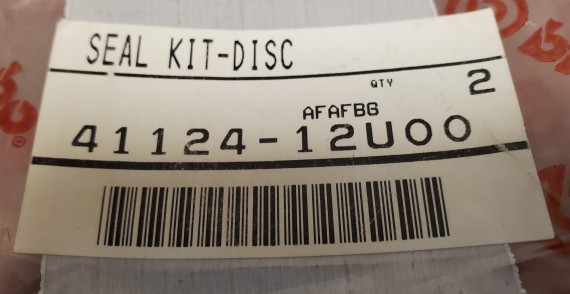 SEAL KIT-DISC
QTY 2
AFAFBG
41124-12U00